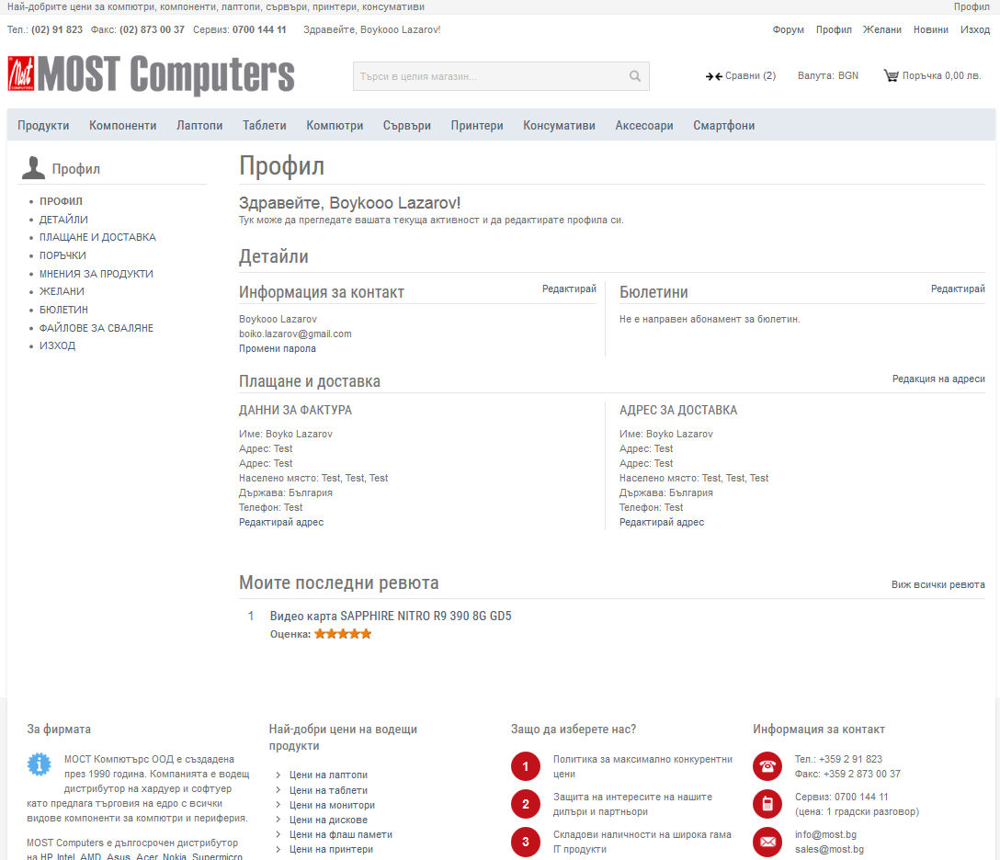 Най-добрите цени за компютри, компоненти, лаптопи, сървъри, принтери, консумативи
Профил
Тел.: (02) 91 823 Факс: (02) 873 00 37 Сервиз: 0700 144 11 Здравейте, Boykooo Lazarov!
Форум Профил Желани Новини Изход
Most
COMPUTERS
MOST Computers
Търси в целия магазин...
Сравни (2) Валута: BGN Поръчка 0,00 лв.
Продукти Компоненти Лаптопи Таблети Компютри Сървъри Принтери Консумативи Аксесоари Смартфони
Профил
ПРОФИЛ
ДЕТАЙЛИ
ПЛАЩАНЕ И ДОСТАВКА
ПОРЪЧКИ
МНЕНИЯ ЗА ПРОДУКТИ
ЖЕЛАНИ
БЮЛЕТИН
ФАЙЛОВЕ ЗА СВАЛЯНЕ
ИЗХОД
Профил
Здравейте, Boykooo Lazarov!
Тук може да прегледате вашата текуща активност и да редактирате профила си.
Детайли
Информация за контакт Редактирай
Boykooo Lazarov
boiko.lazarov@gmail.com
Промени парола
Бюлетини Редактирай
Не е направен абонамент за бюлетин.
Плащане и доставка Редакция на адреси
ДАННИ ЗА ФАКТУРА
Име: Boyko Lazarov
Адрес: Test
Адрес: Test
Населено място: Test, Test, Test
Държава: България
Телефон: Test
Редактирай адрес
АДРЕС ЗА ДОСТАВКА
Име: Boyko Lazarov
Адрес: Test
Адрес: Test
Населено място: Test, Test, Test
Държава: България
Телефон: Test
Редактирай адрес
Моите последни ревюта Виж всички ревюта
1 Видео карта SAPPHIRE NITRO R9 390 8G GD5
Оценка:
За фирмата
МОСТ Компютърс ООД е създадена
през 1990 година. Компанията е водещ
дистрибутор на хардуер и софтуер
като предлага търговия на едро с всички
видове компоненти за компютри и периферия.
MOST Computers е дългосрочен дистрибутор
на HP, Intel, AMD, Asus, Acer, Nokia, Supermicro,
Най-добри цени на водещи
продукти
Цени на лаптопи
Цени на таблети
Цени на монитори
Цени на дискове
Цени на флаш памети
Цени на принтери
Защо да изберете нас?
1 Политика за максимално конкурентни
цени
2 Защита на интересите на нашите
дилъри и партньори
3 Складови наличности на широка гама
IT продукти
Информация за контакт
Тел.: +359 2 91 823
Факс: +359 2 873 00 37
Сервиз: 0700 144 11
(цена: 1 градски разговор)
info@most.bg
sales@most.bg